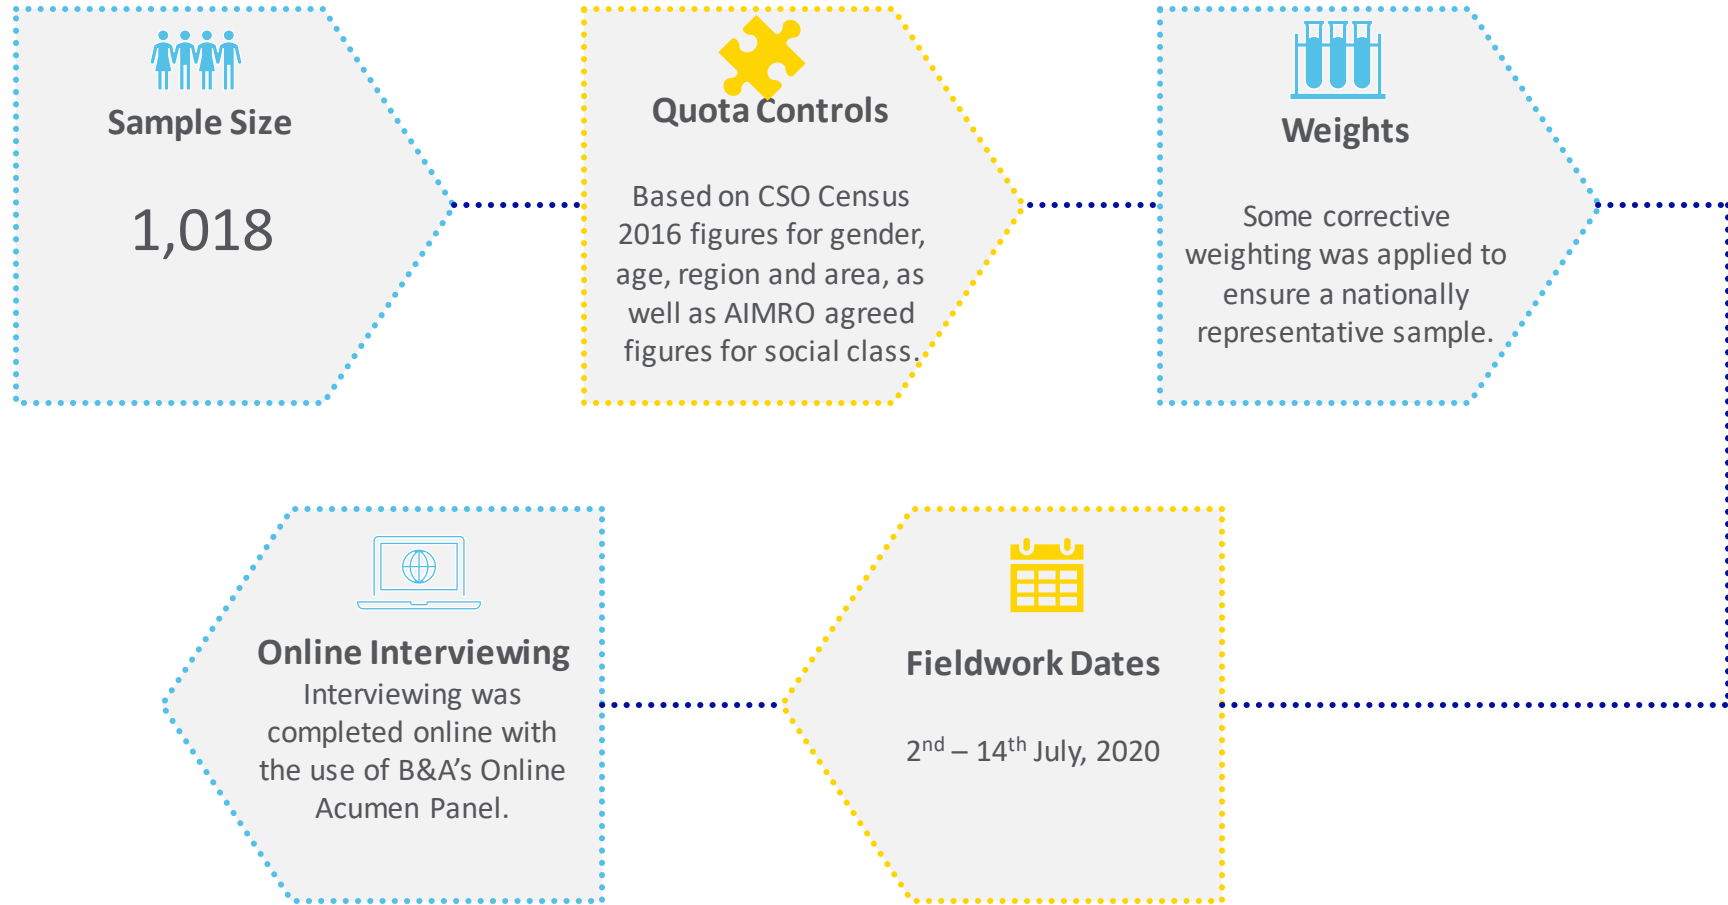 Sample Size
1,018
Quota Controls
Based on CSO Census
2016 figures for gender,
age, region and area, as
well as AIMRO agreed
figures for social class.
Weights
Some corrective
weighting was applied to
ensure a nationally
representative sample.
Fieldwork Dates
2nd – 14th July, 2020
Online Interviewing
Interviewing was
completed online with
the use of B&A’s Online
Acumen Panel.